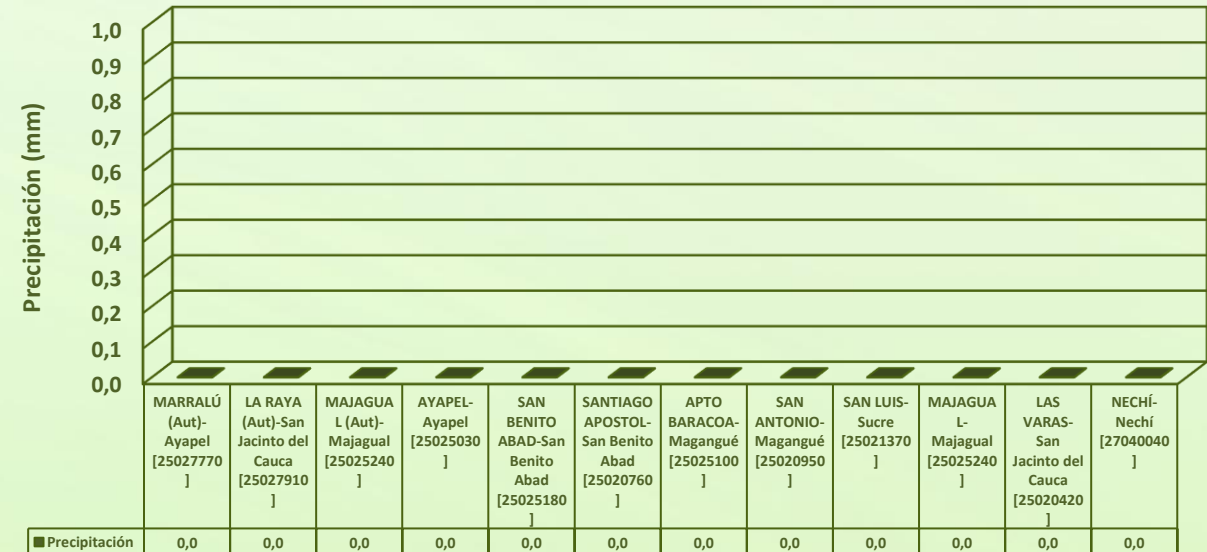 Precipitación (mm)
1,0
0,9
0,8
0,7
0,6
0,5
0,4
0,3
0,2
0,1
0,0
MARRALÚ
(Aut)-
Ayapel
[25027770
]
LA RAYA
(Aut)-San
Jacinto del
Cauca
[25027910
]
MAJAGUA
L (Aut)-
Majagual
[25025240
]
AYAPEL-
Ayapel
[25025030
]
SAN
BENITO
ABAD-San
Benito
Abad
[25025180
]
SANTIAGO
APOSTOL-
San Benito
Abad
[25020760
]
APTO
BARACOA-
Magangué
[25025100
]
SAN
ANTONIO-
Magangué
[25020950
]
SAN LUIS-
Sucre
[25021370
]
MAJAGUA
L-
Majagual
[25025240
]
LAS
VARAS-
San
Jacinto del
Cauca
[25020420
]
NECHÍ-
Nechí
[27040040
]
Precipitación 0,0 0,0 0,0 0,0 0,0 0,0 0,0 0,0 0,0 0,0 0,0 0,0